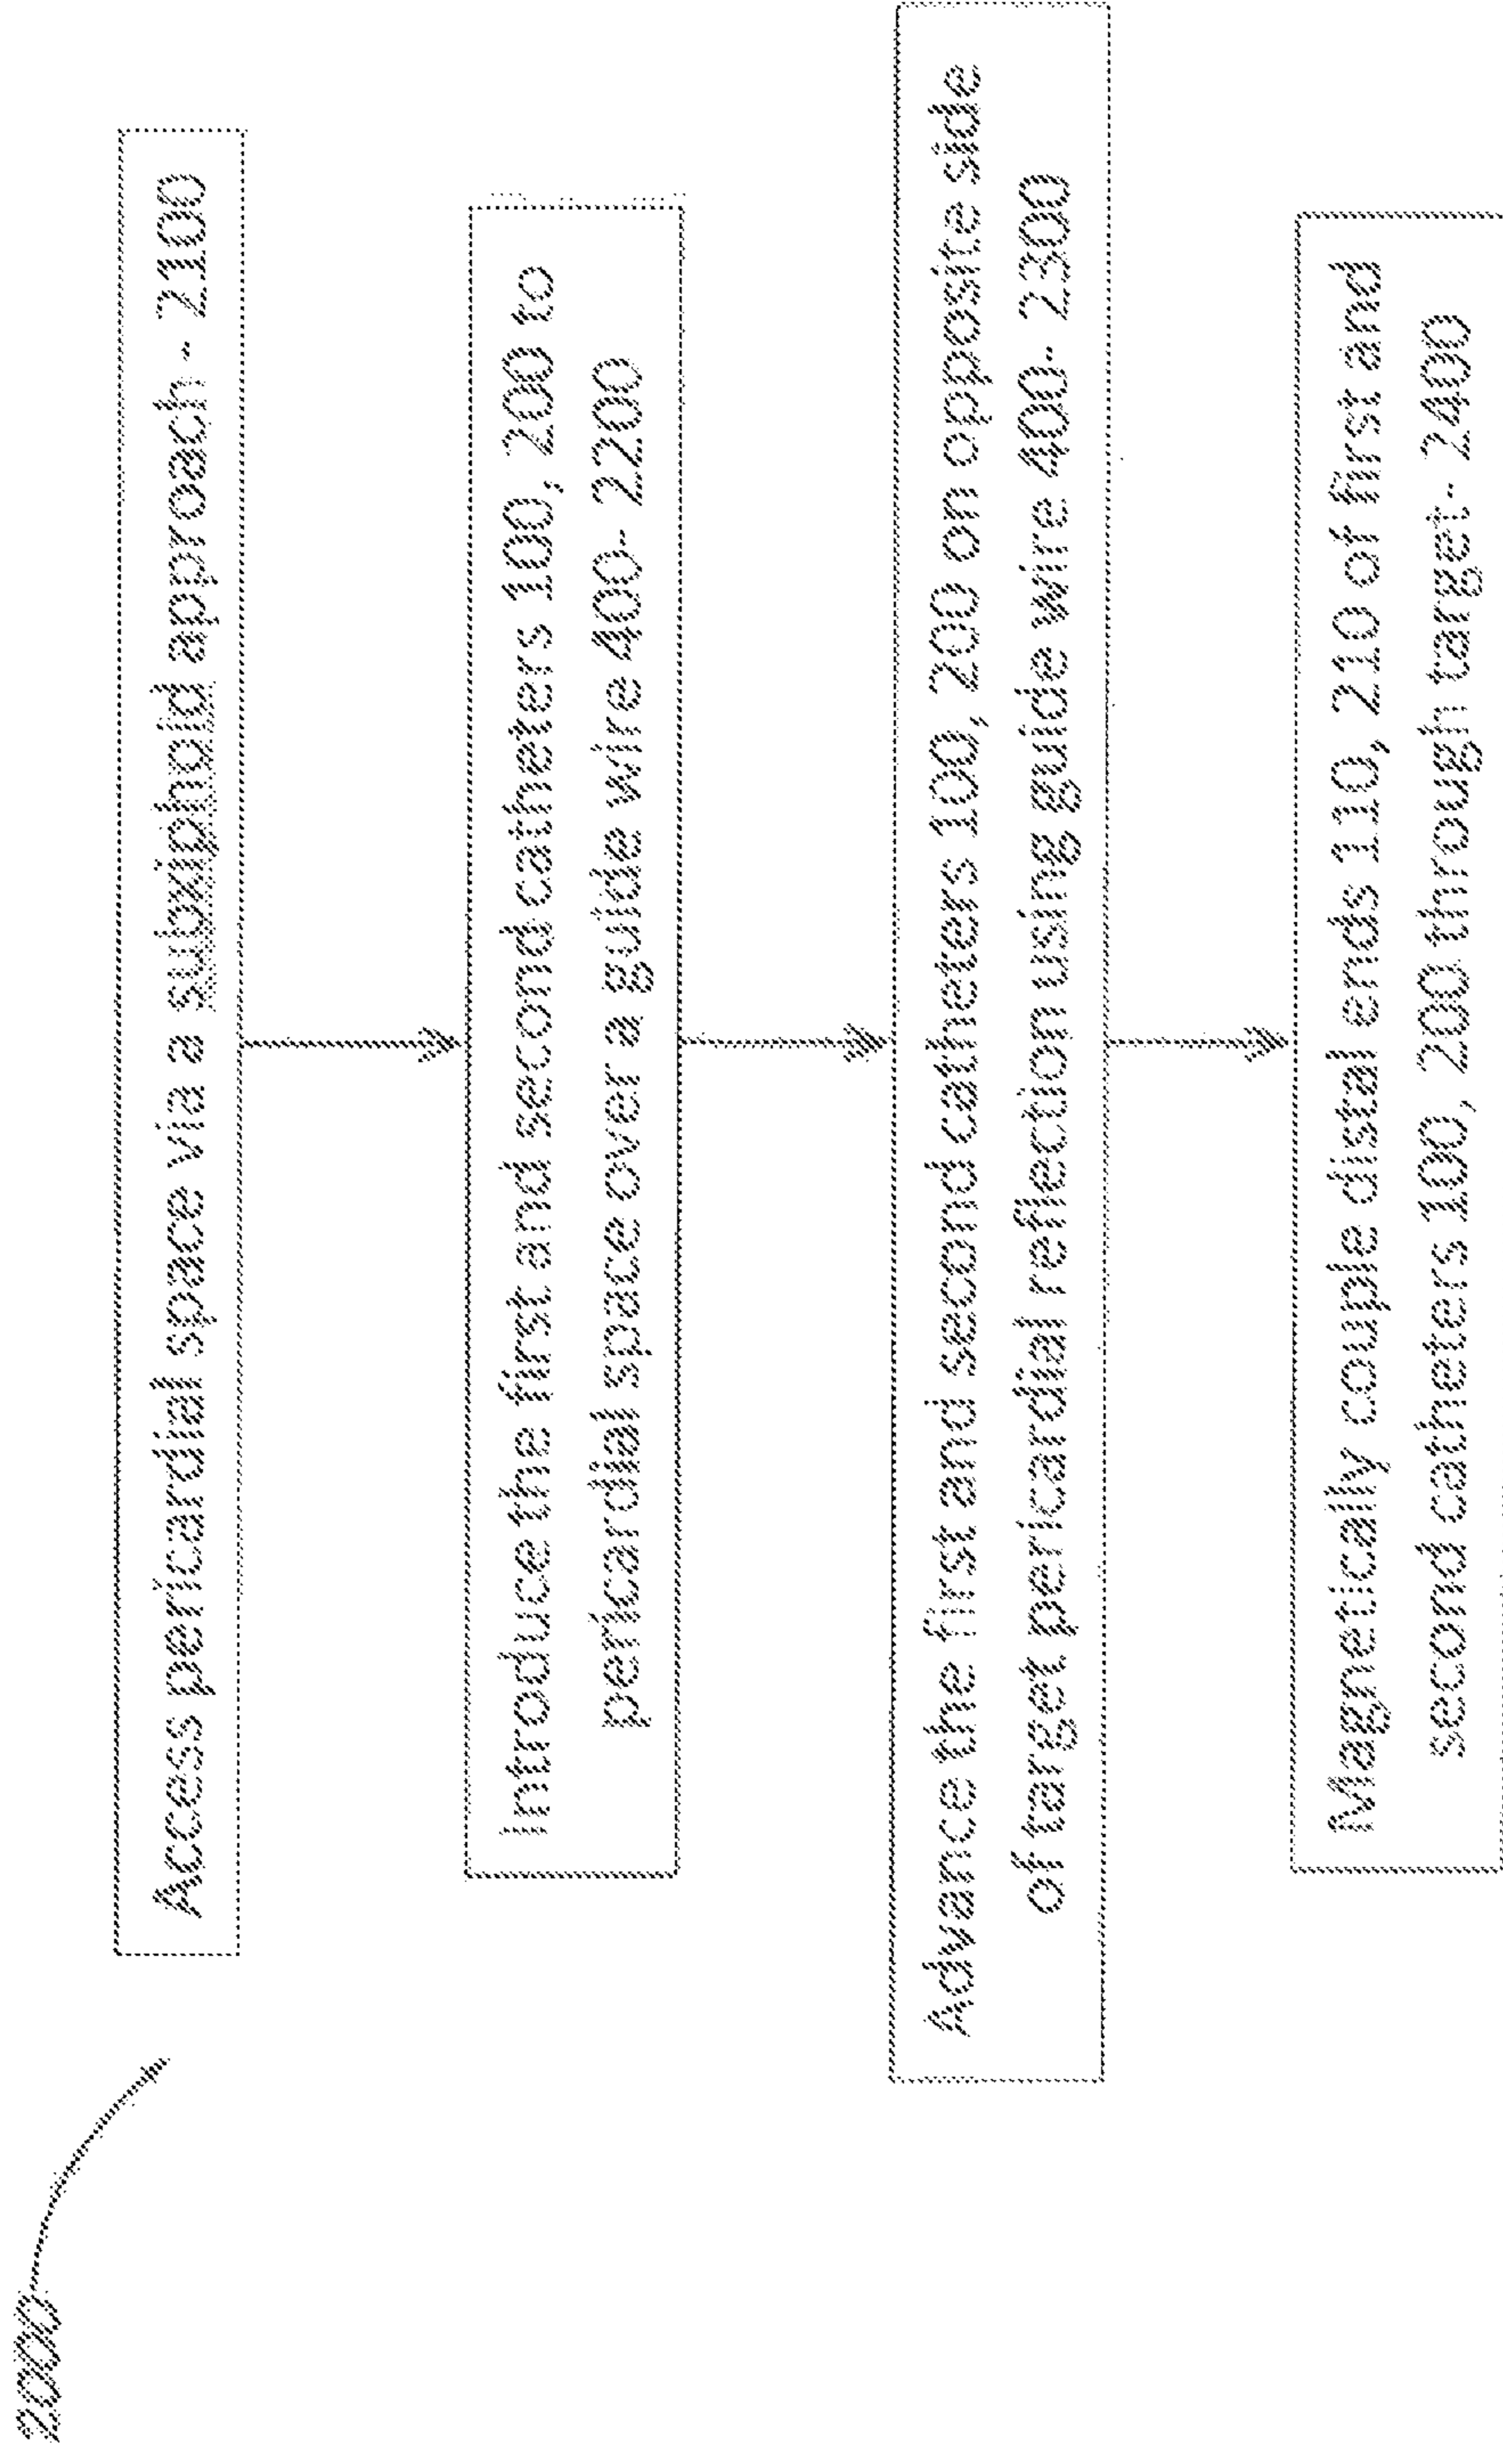 2000
Access pericardial space via a subxiphoid approach - 2100
Introduce the first and second catheters 100, 200 to
pericardial space over a guide wire 400- 2200
Advance the first and second catheters 100, 200 on opposite side
of target pericardial reflection using guide wire 400- 2300
Magnetically couple distal ends 110, 210 of first and
second catheters 100, 200 through target- 2400